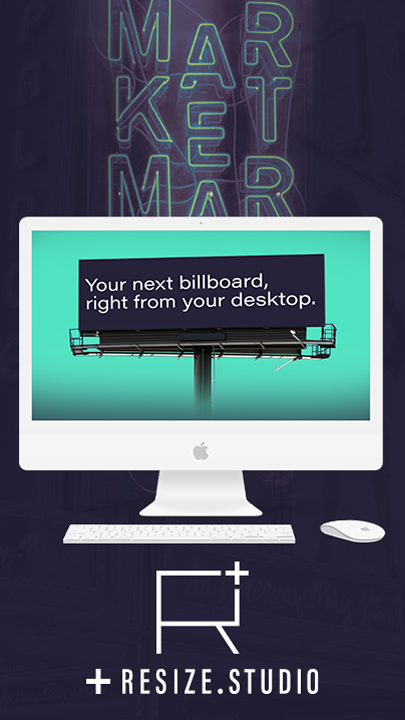 MAR
KET
MAR
Your next billboard,
right from your desktop.
R+
+ RESIZE.STUDIO